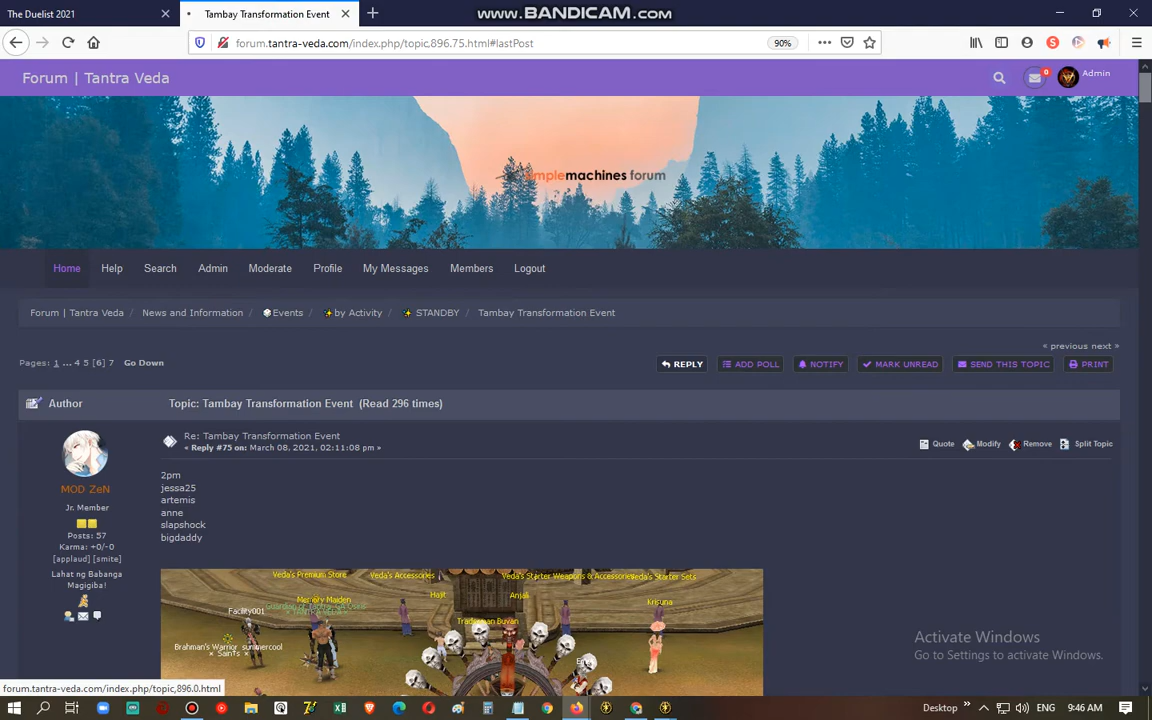 The Duelist 2021
Tambay Transformation Event
www.BANDICAM.com
forum.tantra-veda.com/index.php/topic,896.75.html#lastPost
90%
Forum | Tantra Veda
0
Admin
simplemachines forum
Home Help Search Admin Moderate Profile My Messages Members Logout
Forum | Tantra Veda / News and Information / Events / by Activity / STANDBY / Tambay Transformation Event
« previous next »
Pages: 1 ... 4 5 [6] 7 Go Down
REPLY ADD POLL NOTIFY MARK UNREAD SEND THIS TOPIC PRINT
Author Topic: Tambay Transformation Event (Read 296 times)
Re: Tambay Transformation Event
« Reply #75 on: March 08, 2021, 02:11:08 pm »
Quote Modify Remove Split Topic
MOD ZeN
Jr. Member
Posts: 57
Karma: +0/-0
[applaud] [smite]
Lahat ng Babanga
Magigiba!
2pm
jessa25
artemis
anne
slapshock
bigdaddy
Veda's Premium Store Veda's Accessories Veda's Starter Weapons & Accessories Veda's Starter Sets
Hajit Anjali
Memory Maiden Krisuna
Facility001
Tradesman Buvan
Brahman's Warrior summercool
× SainTs ×
Activate Windows
Go to Settings to activate Windows.
forum.tantra-veda.com/index.php/topic,896.0.html
Desktop ENG 9:46 AM